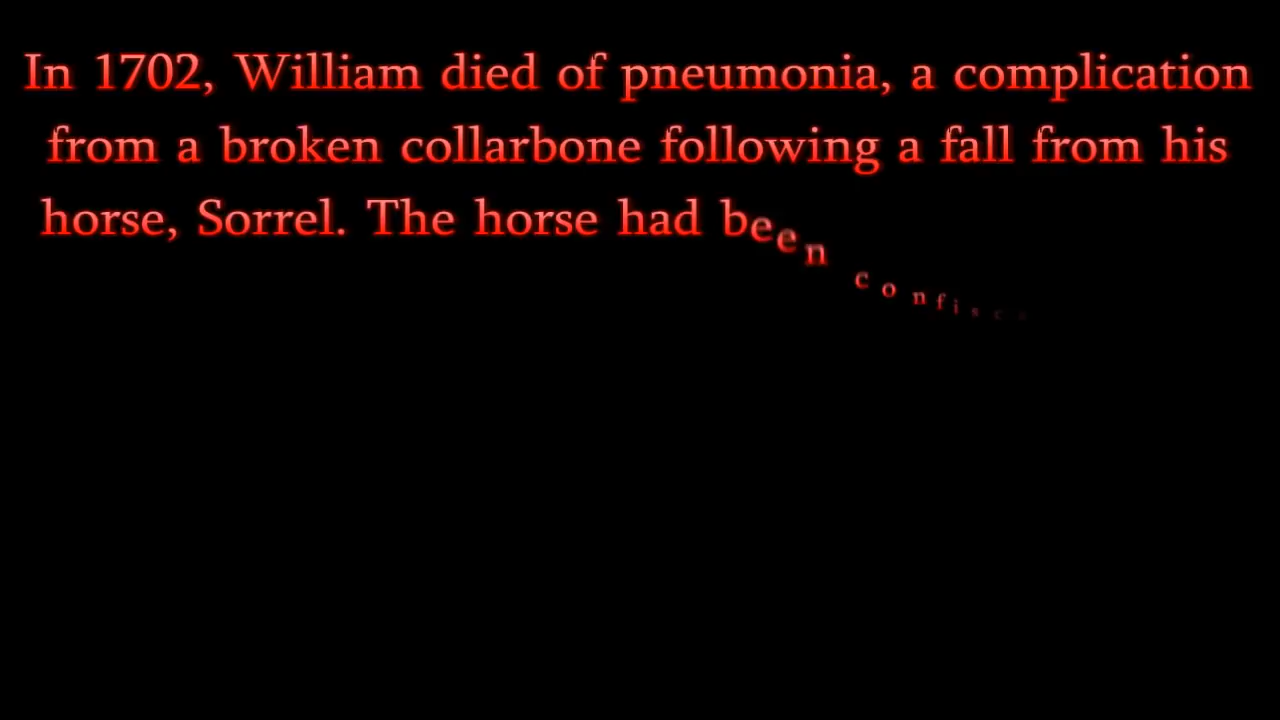 In 1702, William died of pneumonia, a complication
from a broken collarbone following a fall from his
horse, Sorrel. The horse had been